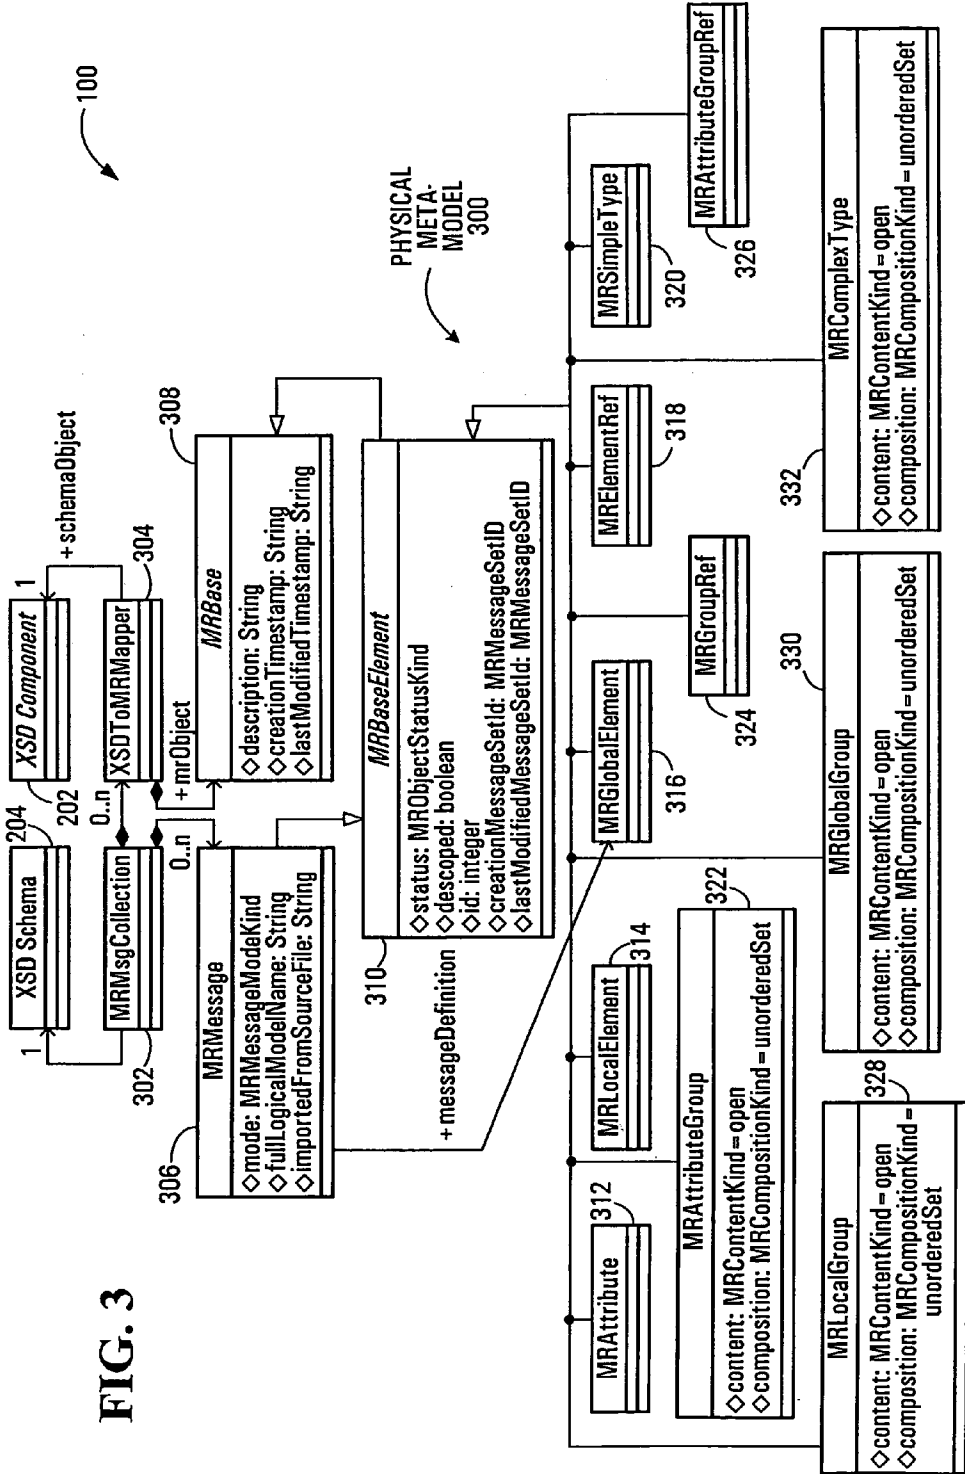 FIG. 3
100
XSD Schema
204
XSD Component
202
1
1
+schemaObject
MRMsgCollection
302
0..n
XSDToMRMapper
304
0..n
+mrObject
306
MRMessage
◇mode: MRMessageModeKind
◇fullLogicalModelName: String
◇importedFromSourceFile: String
308
MRBase
◇description: String
◇creationTimestamp: String
◇lastModifiedTimestamp: String
PHYSICAL
META-
MODEL
300
310
MRBaseElement
◇status: MRObjectStatusKind
◇descoped: boolean
◇id: integer
◇creationMessageSetId: MRMessageSetID
◇lastModifiedMessageSetId: MRMessageSetID
+messageDefinition
MRAttribute
312
MRLocalElement
314
MRGlobalElement
316
MRElementRef
318
MRSimpleType
320
MRAttributeGroup
322
◇content: MRContentKind=open
◇composition: MRCompositionKind=unorderedSet
MRGroupRef
324
MRAttributeGroupRef
326
MRLocalGroup
328
◇content: MRContentKind=open
◇composition: MRCompositionKind=
unorderedSet
MRGlobalGroup
330
◇content: MRContentKind=open
◇composition: MRCompositionKind=unorderedSet
MRComplexType
332
◇content: MRContentKind=open
◇composition: MRCompositionKind=unorderedSet